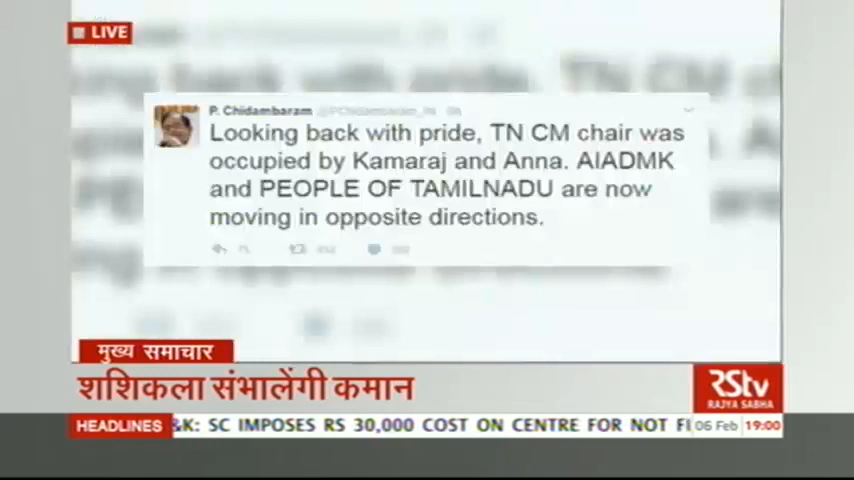 LIVE
P. Chidambaram
Looking back with pride, TN CM chair was
occupied by Kamaraj and Anna. AIADMK
and PEOPLE OF TAMILNADU are now
moving in opposite directions.
मुख्य समाचार
शशिकला संभालेंगी कमान
RStv
RAJYA SABHA
HEADLINES &K: SC IMPOSES RS 30,000 COST ON CENTRE FOR NOT FI 06 Feb 19:00